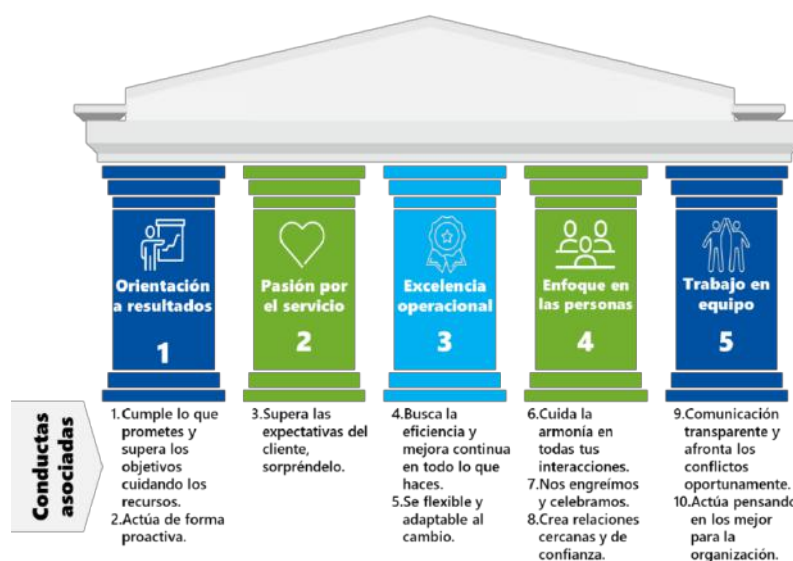 Orientación
a resultados
1
Pasión por
el servicio
2
Excelencia
operacional
3
Enfoque en
las personas
4
Trabajo en
equipo
5
Conductas
asociadas
1.Cumple lo que
prometes y
supera los
objetivos
cuidando los
recursos.
2.Actúa de forma
proactiva.
3.Supera las
expectativas del
cliente,
sorpréndelo.
4.Busca la
eficiencia y
mejora continua
en todo lo que
haces.
5.Se flexible y
adaptable al
cambio.
6.Cuida la
armonía en
todas tus
interacciones.
7.Nos engreímos
y celebramos.
8.Crea relaciones
cercanas y de
confianza.
9.Comunicación
transparente y
afronta los
conflictos
oportunamente.
10.Actúa pensando
en los mejor
para la
organización.